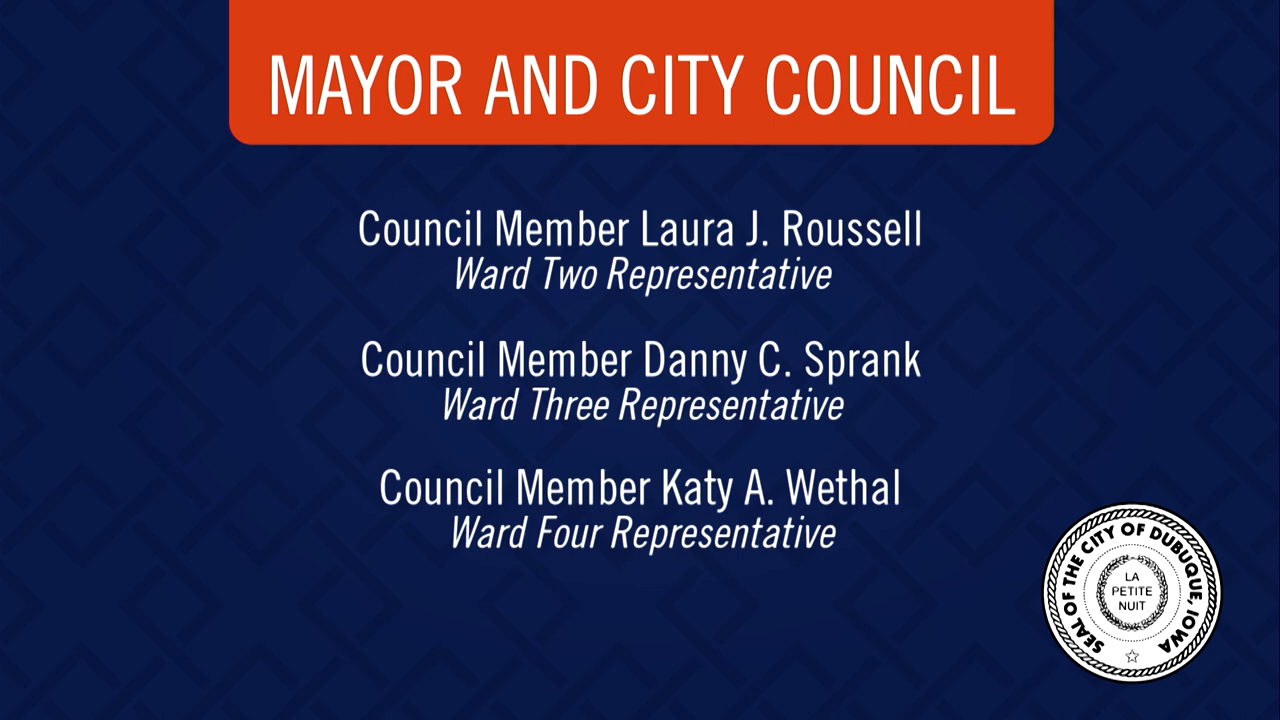 MAYOR AND CITY COUNCIL
Council Member Laura J. Roussell
Ward Two Representative
Council Member Danny C. Sprank
Ward Three Representative
Council Member Katy A. Wethal
Ward Four Representative
SEAL OF THE CITY OF DUBUQUE, IOWA
LA
PETITE
NUIT